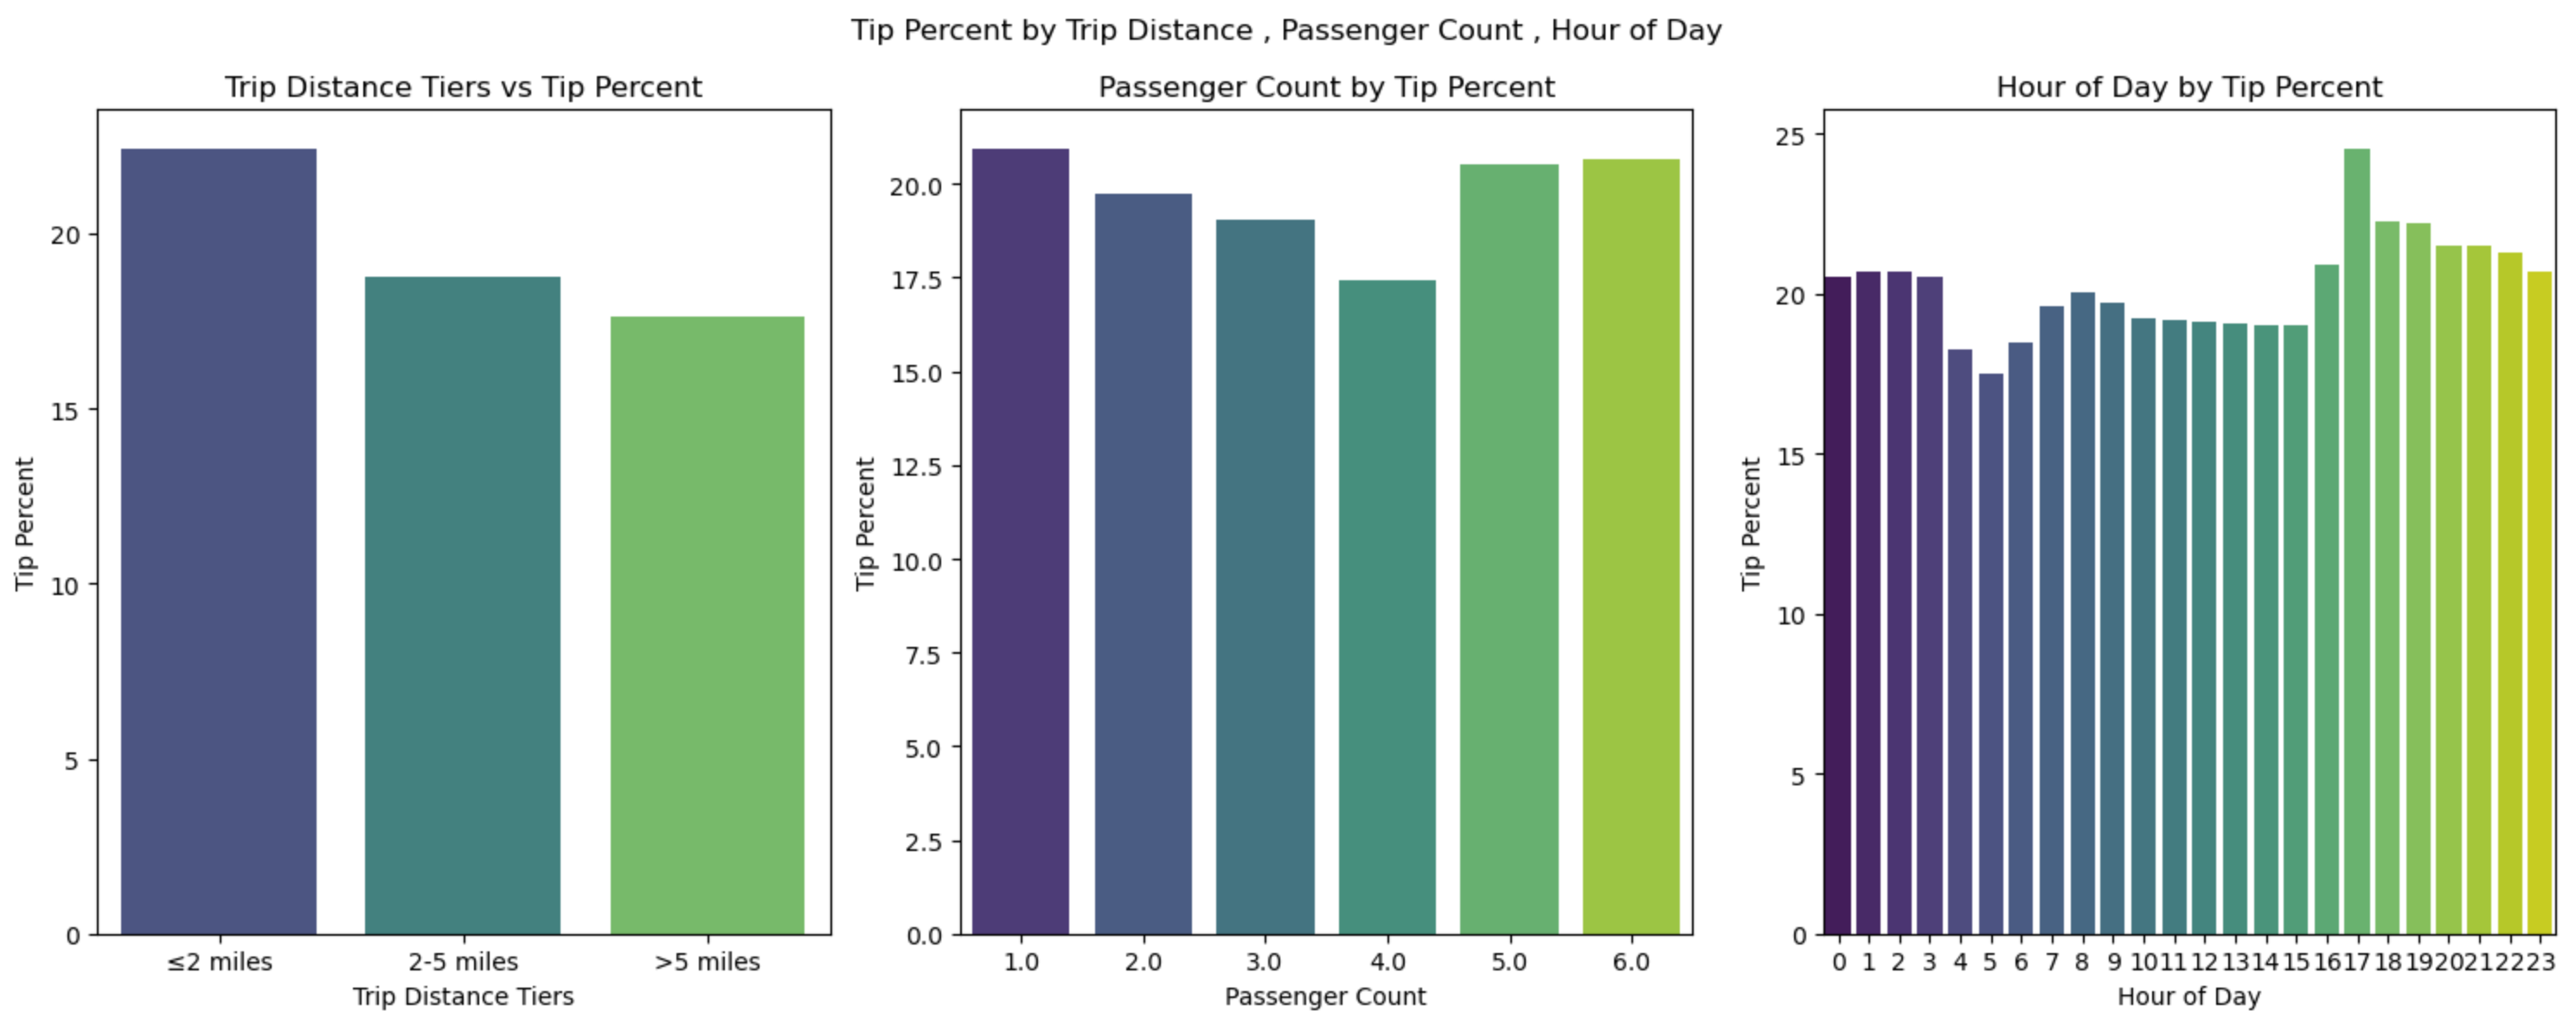 Tip Percent by Trip Distance , Passenger Count , Hour of Day
Trip Distance Tiers vs Tip Percent
Tip Percent
20
15
10
5
0
≤2 miles 2-5 miles >5 miles
Trip Distance Tiers
Passenger Count by Tip Percent
Tip Percent
20.0
17.5
15.0
12.5
10.0
7.5
5.0
2.5
0.0
1.0 2.0 3.0 4.0 5.0 6.0
Passenger Count
Hour of Day by Tip Percent
Tip Percent
25
20
15
10
5
0
0 1 2 3 4 5 6 7 8 9 10 11 12 13 14 15 16 17 18 19 20 21 22 23
Hour of Day